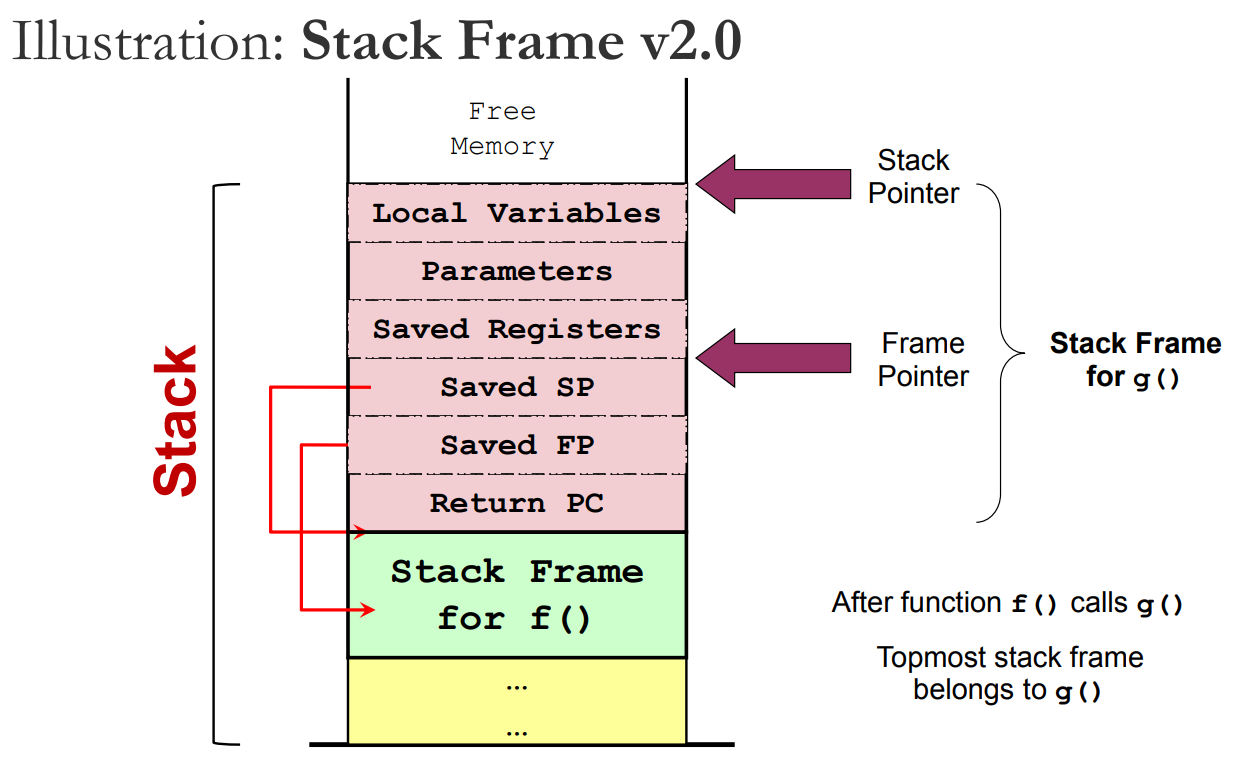 Illustration: Stack Frame v2.0
Free
Memory
Stack
Pointer
Local Variables
Parameters
Saved Registers
Frame
Pointer
Stack Frame
for g()
Saved SP
Stack
Saved FP
Return PC
Stack Frame
for f()
After function f() calls g()
Topmost stack frame
belongs to g()
…
…